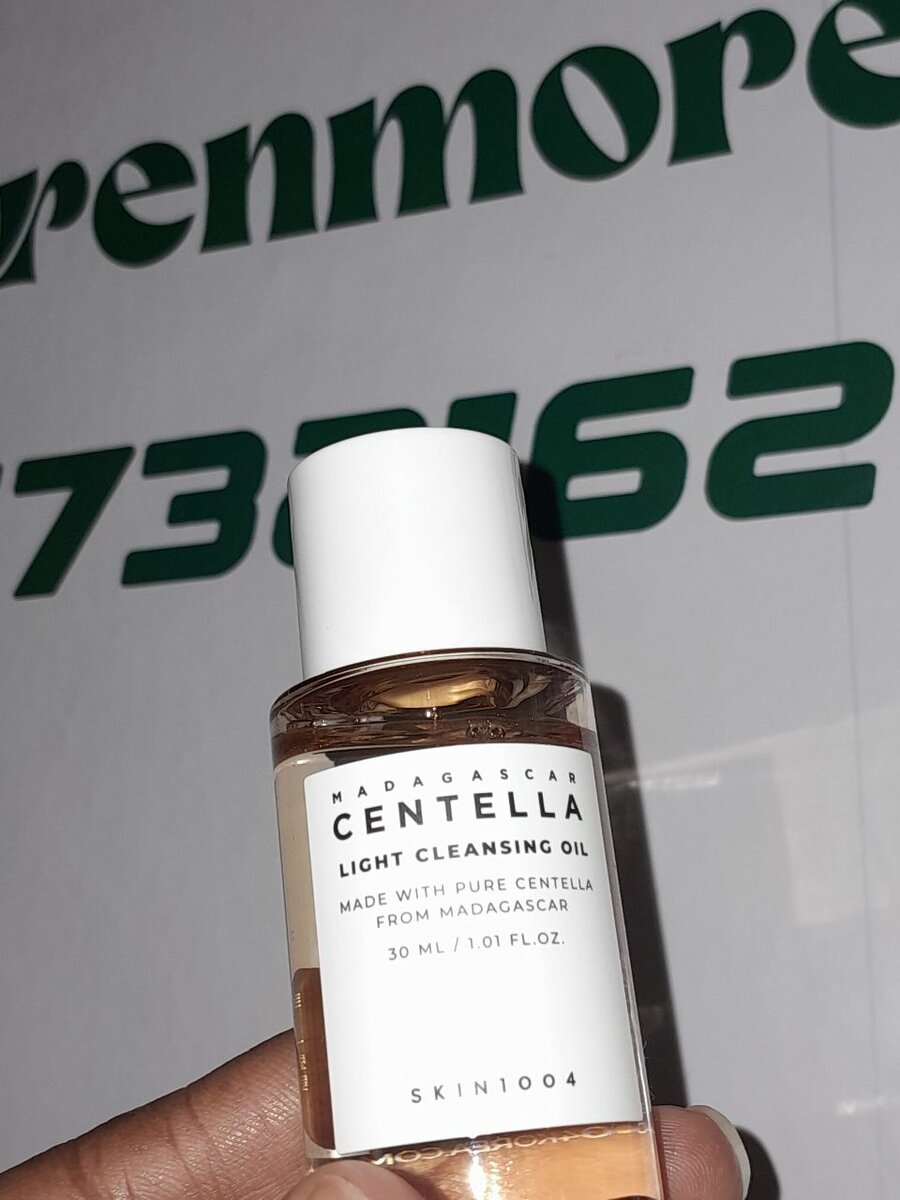 renmore
732162
MADAGASCAR
CENTELLA
LIGHT CLEANSING OIL
MADE WITH PURE CENTELLA
FROM MADAGASCAR
30 ML / 1.01 FL.OZ.
SKIN1004